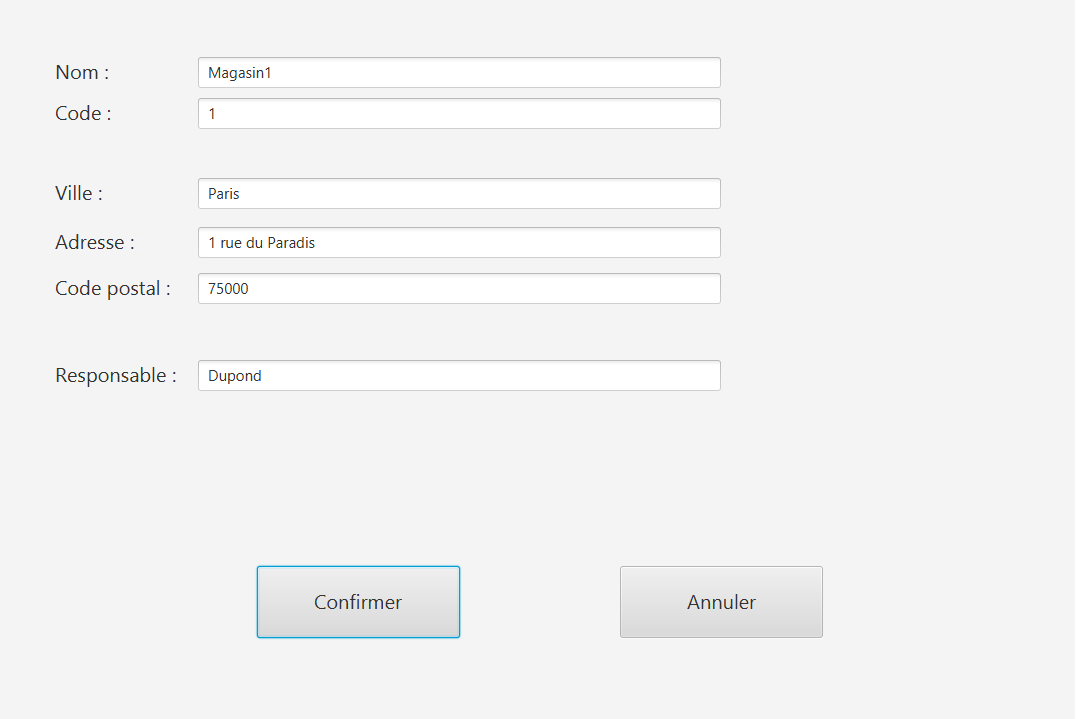 Nom : Magasin1
Code : 1
Ville : Paris
Adresse : 1 rue du Paradis
Code postal : 75000
Responsable : Dupond
Confirmer Annuler